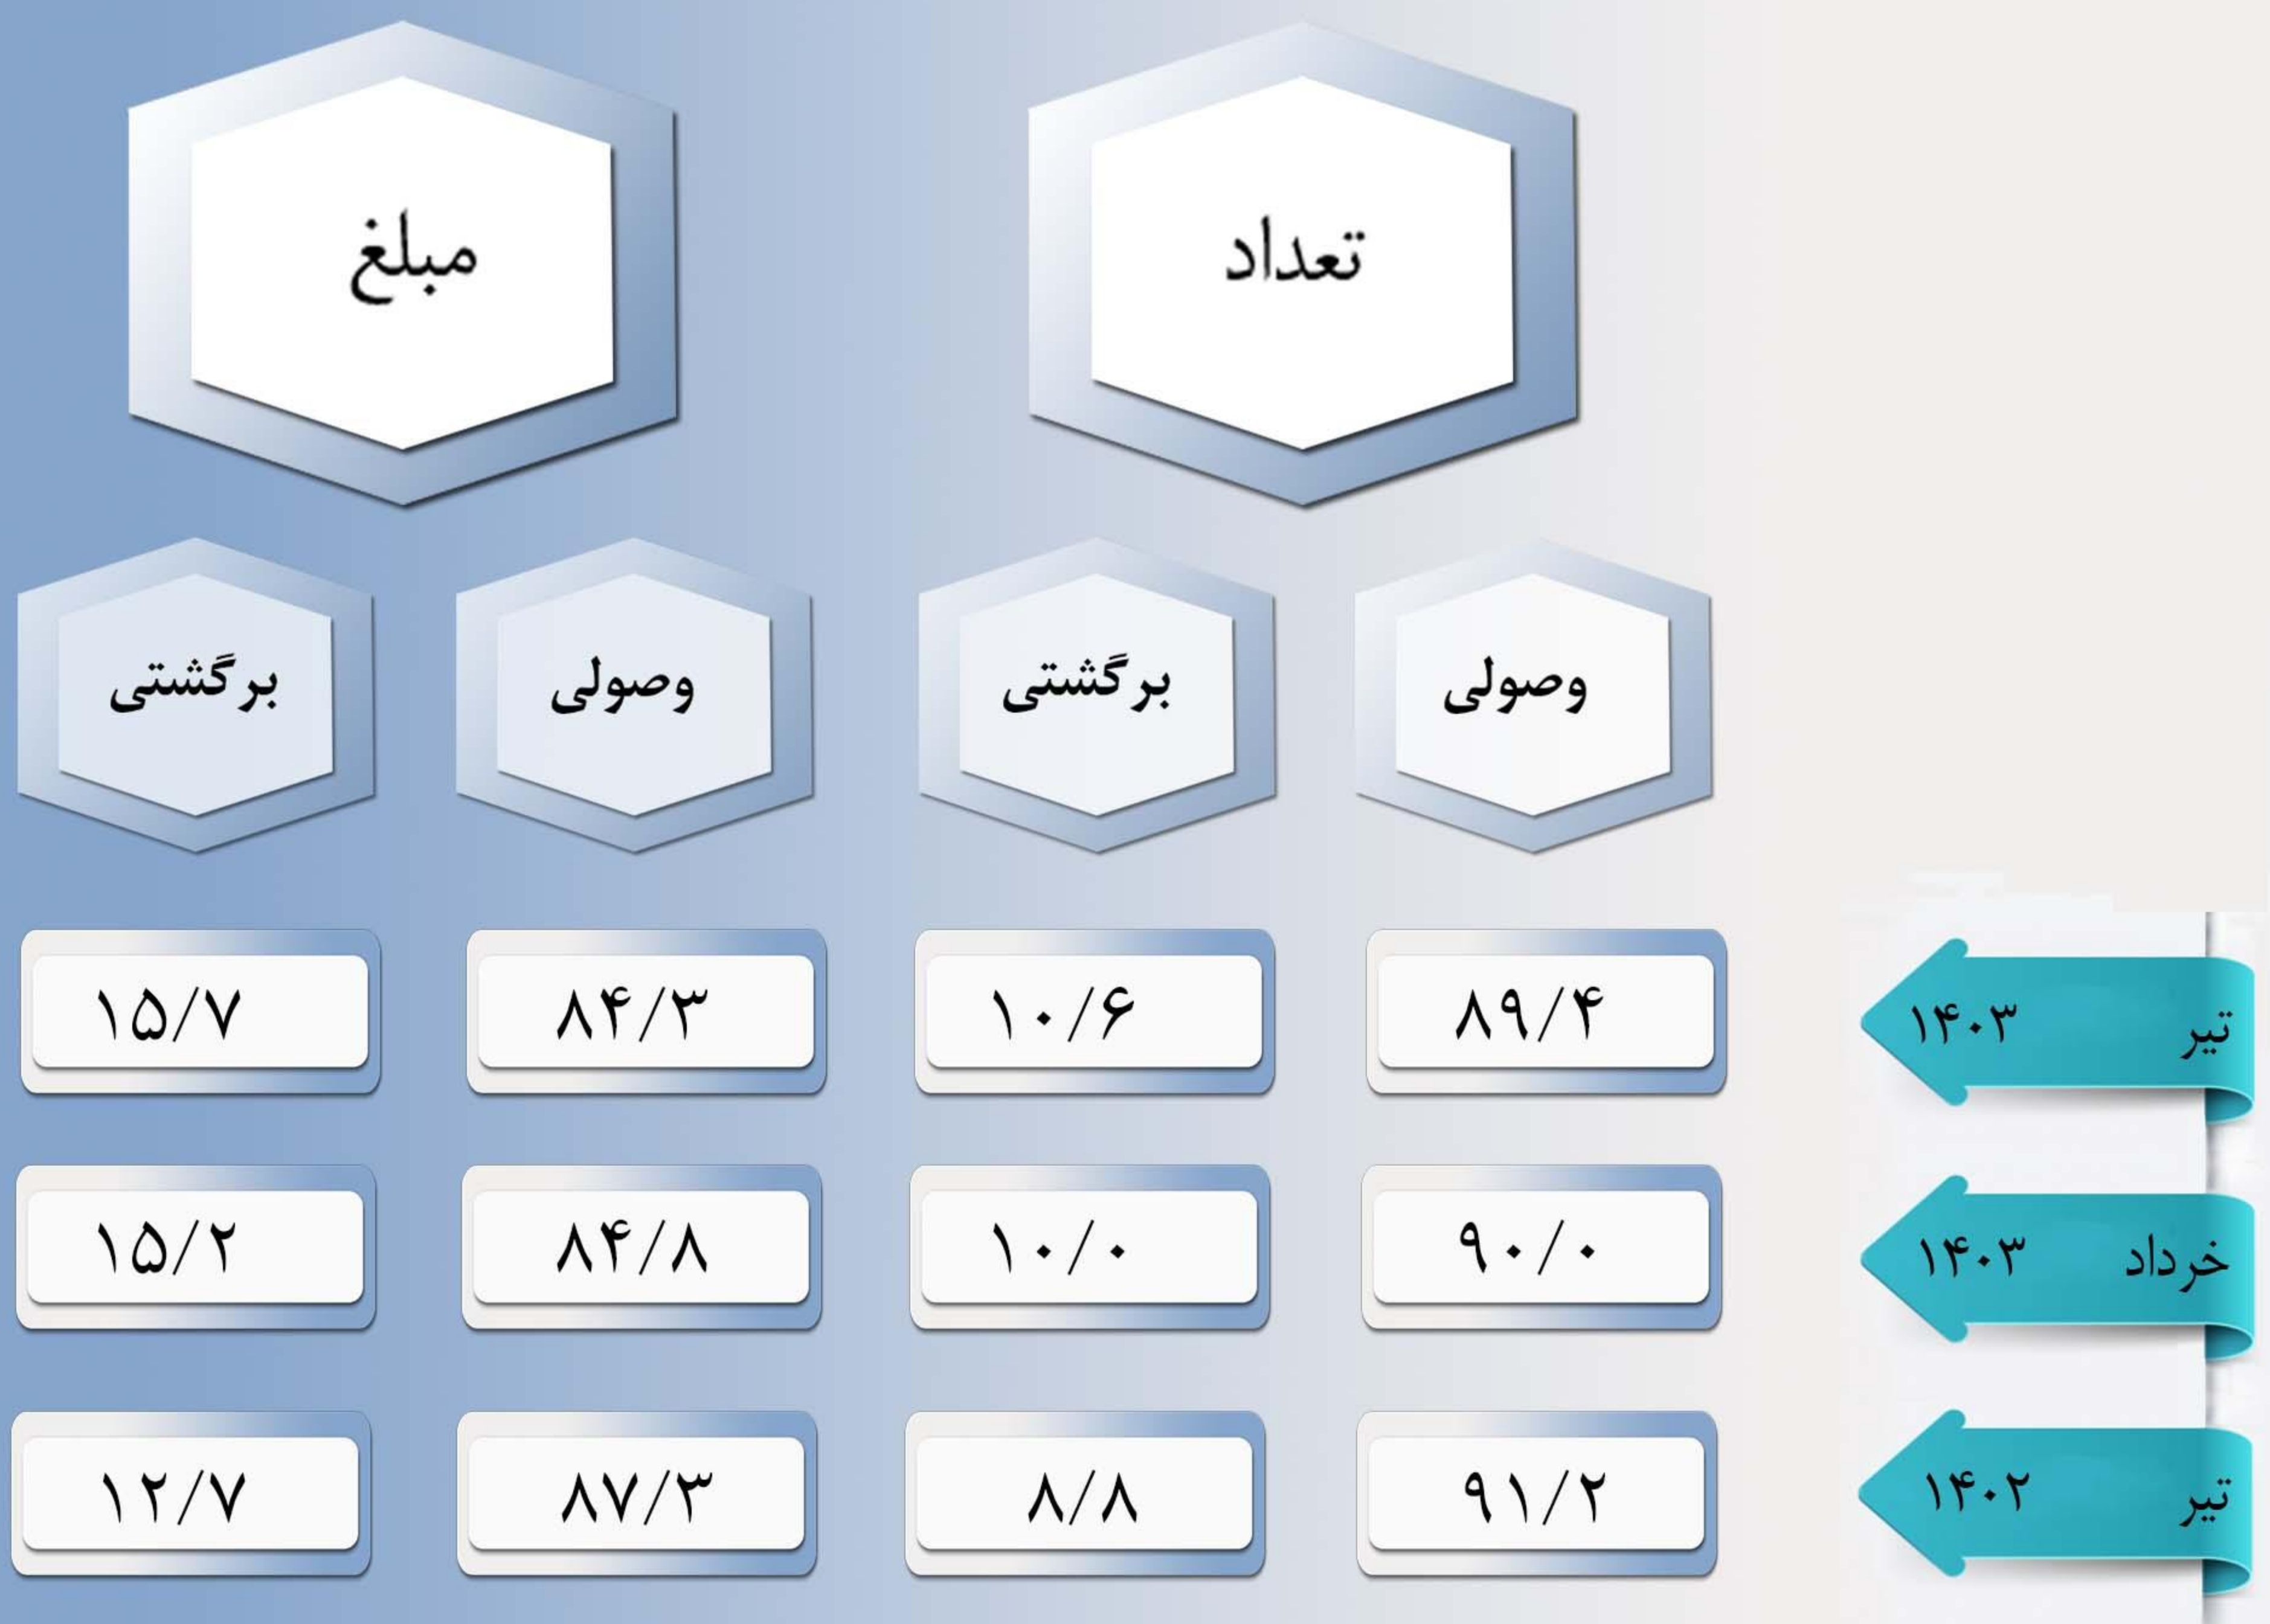 تعداد مبلغ
وصولی برگشتی وصولی برگشتی
تیر ۱۴۰۳ ۸۹/۴ ۱۰/۶ ۸۴/۳ ۱۵/۷
خرداد ۱۴۰۳ ۹۰/۰ ۱۰/۰ ۸۴/۸ ۱۵/۲
تیر ۱۴۰۲ ۹۱/۲ ۸/۸ ۸۷/۳ ۱۲/۷